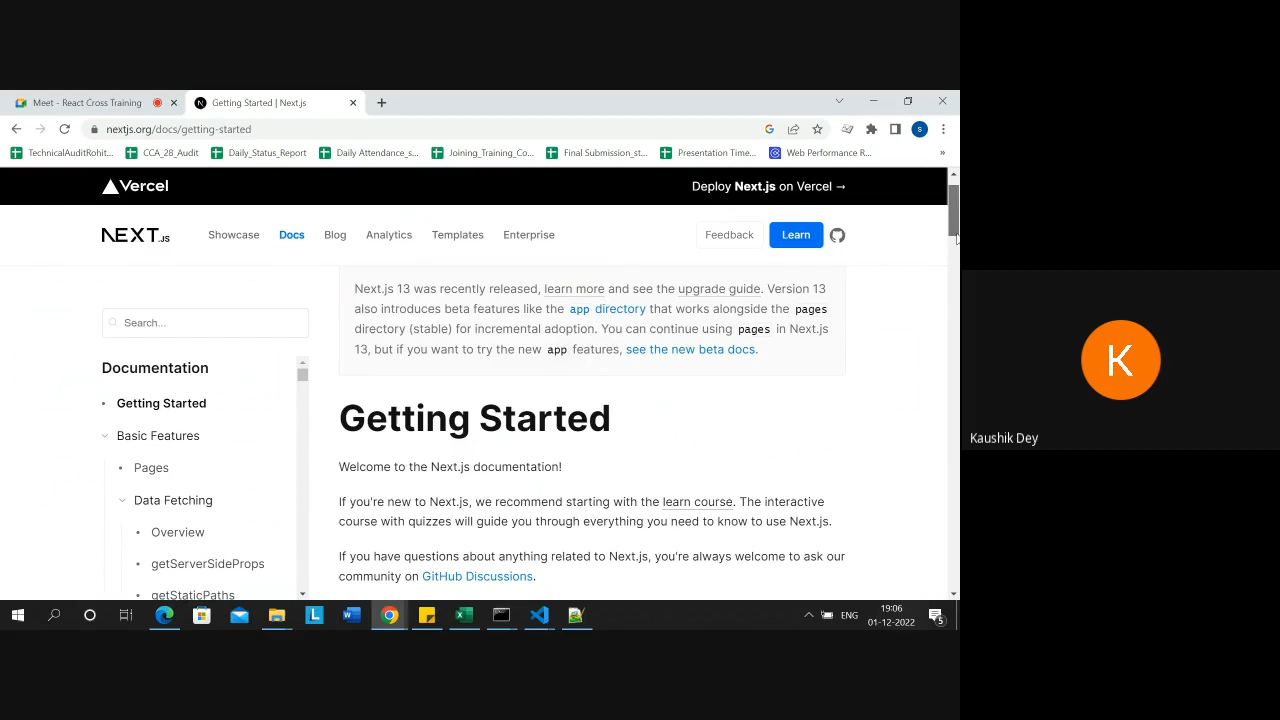 Meet - React Cross Training
Getting Started | Next.js
nextjs.org/docs/getting-started
TechnicalAuditRohit...
CCA_28_Audit
Daily_Status_Report
Daily Attendance_s...
Joining_Training_Co...
Final Submission_st...
Presentation Time...
Web Performance R...
»
Vercel
Deploy Next.js on Vercel →
NEXT.JS
Showcase
Docs
Blog
Analytics
Templates
Enterprise
Feedback
Learn
Search...
Documentation
Getting Started
Basic Features
Pages
Data Fetching
Overview
getServerSideProps
getStaticPaths
Next.js 13 was recently released, learn more and see the upgrade guide. Version 13
also introduces beta features like the app directory that works alongside the pages
directory (stable) for incremental adoption. You can continue using pages in Next.js
13, but if you want to try the new app features, see the new beta docs.
Getting Started
Welcome to the Next.js documentation!
If you're new to Next.js, we recommend starting with the learn course. The interactive
course with quizzes will guide you through everything you need to know to use Next.js.
If you have questions about anything related to Next.js, you're always welcome to ask our
community on GitHub Discussions.
K
Kaushik Dey
ENG
19:06
01-12-2022
5